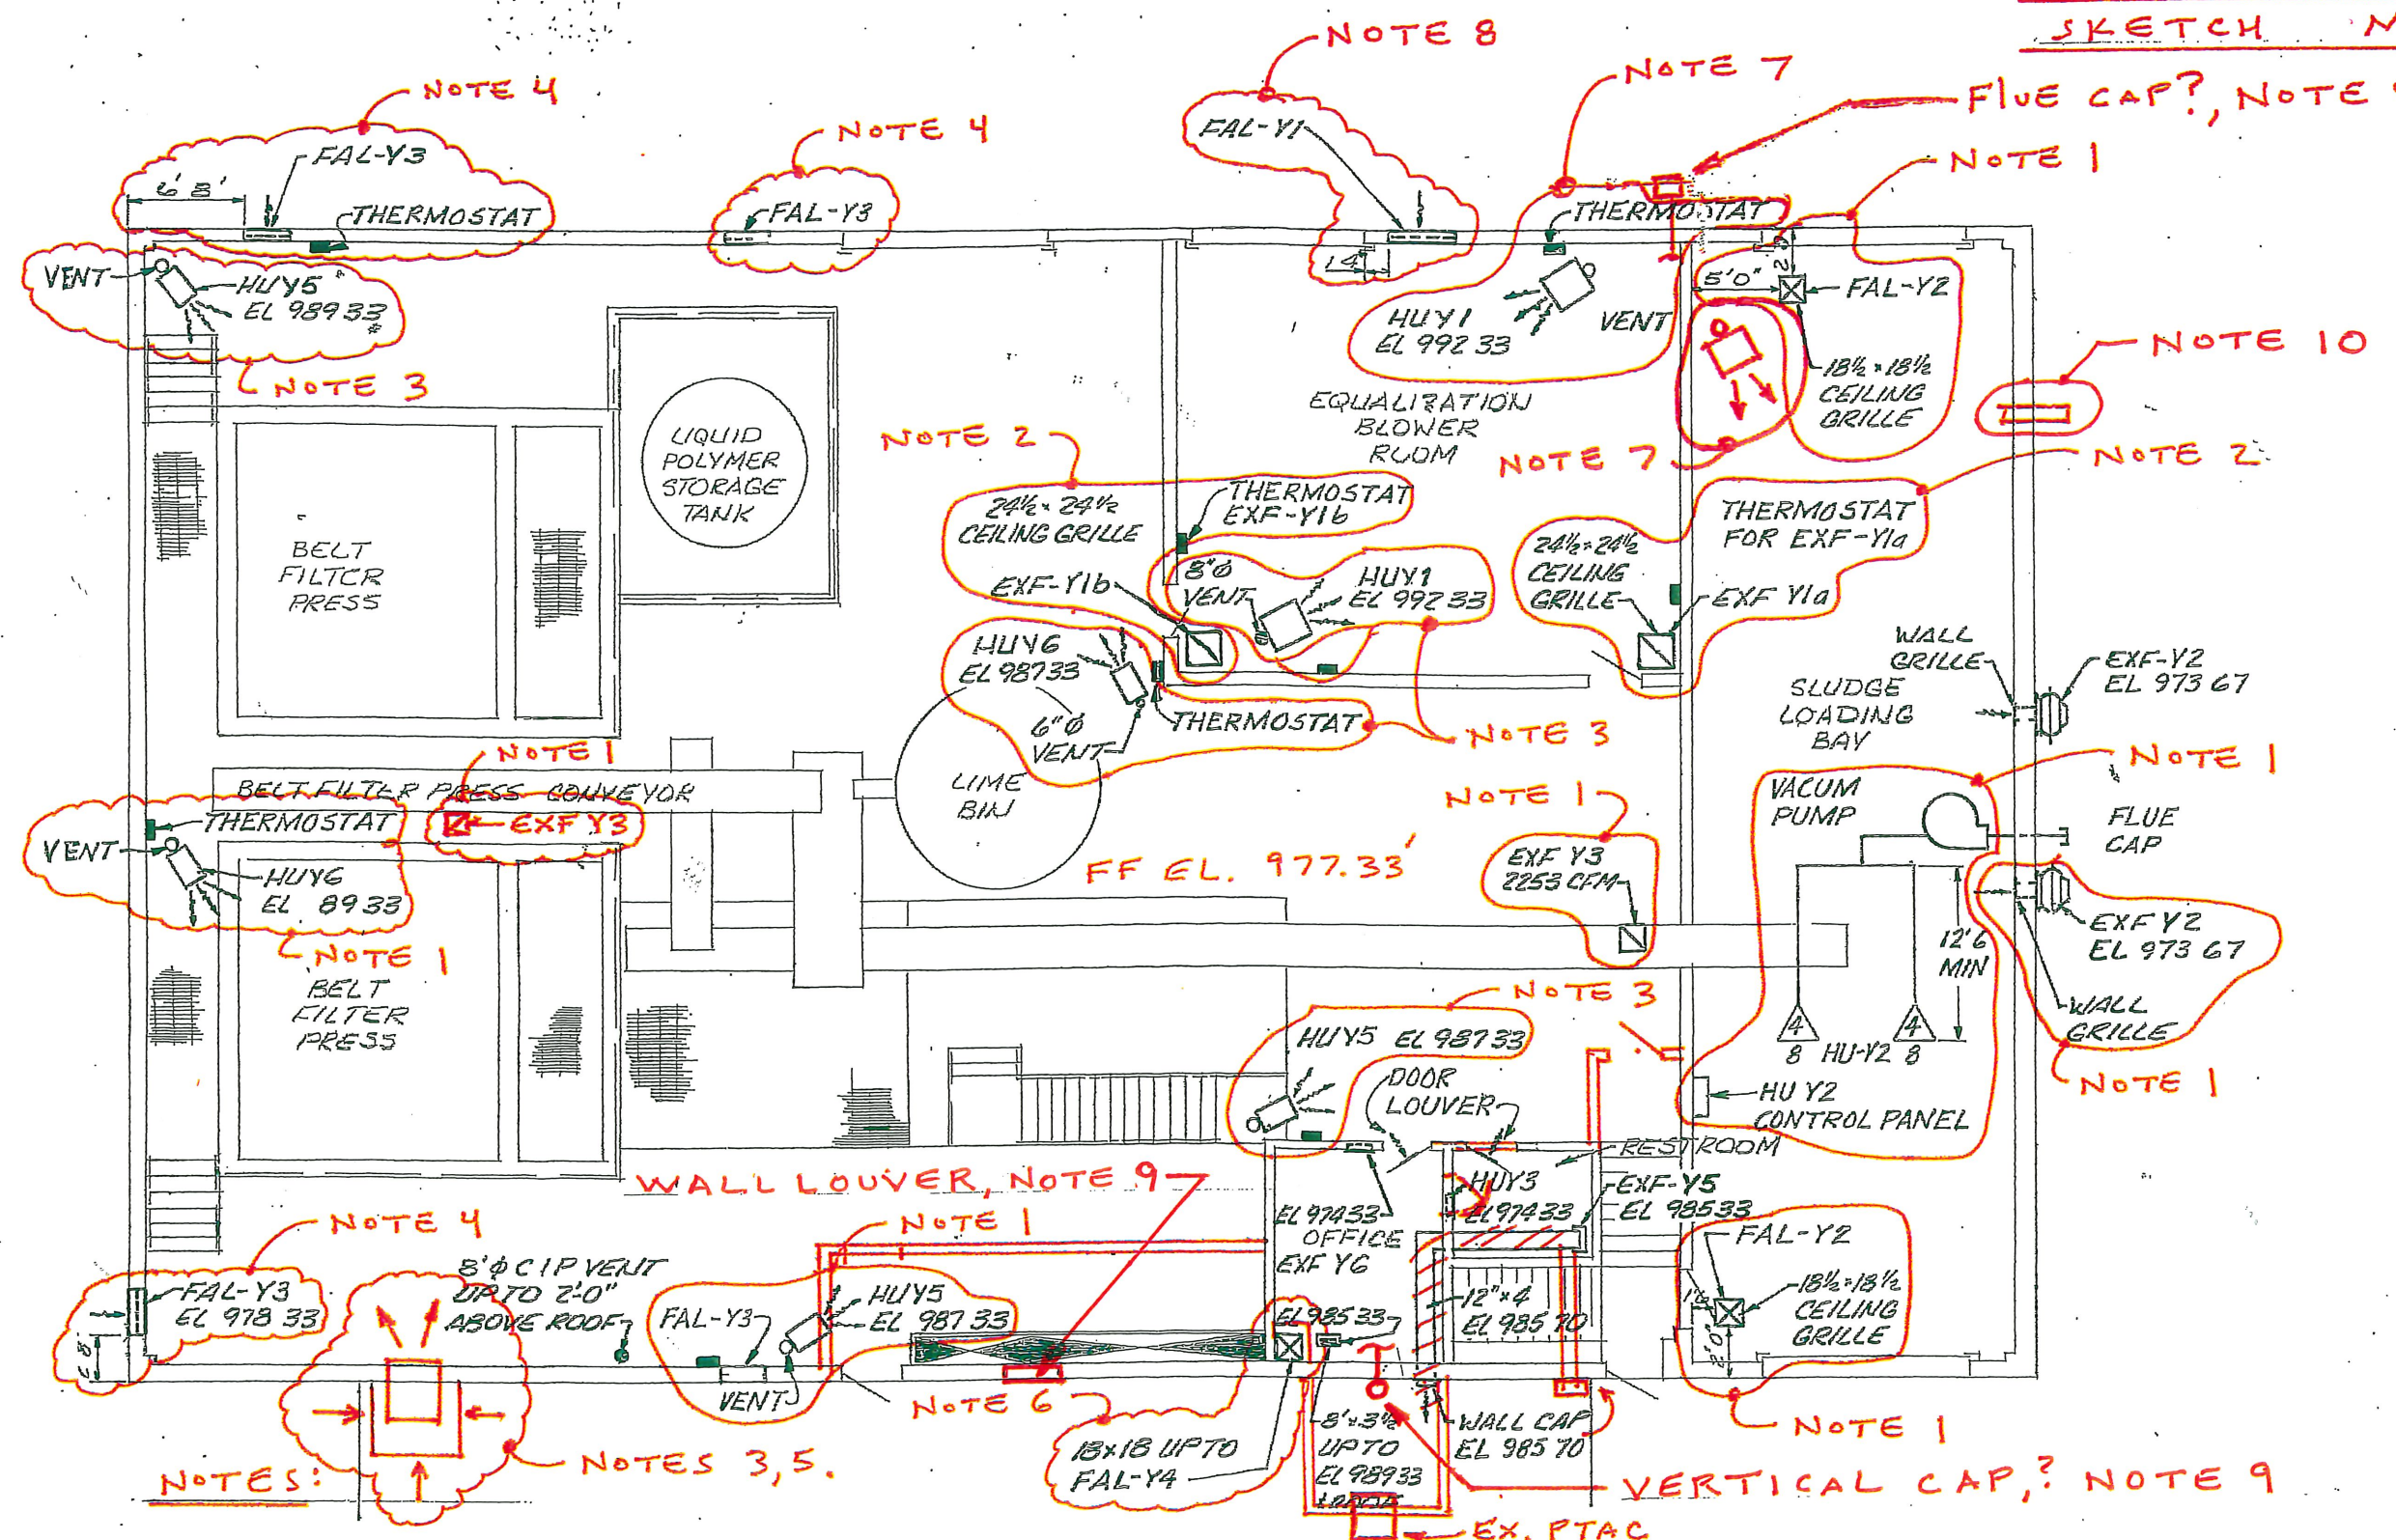 SKETCH
NOTE 8
NOTE 7
FlUE CAP?, NOTE
NOTE 4
NOTE 4
NOTE 1
FAL-Y3
6' 8'
THERMOSTAT
FAL-Y3
FAL-Y1
14
THERMOSTAT
5'0"
FAL-Y2
VENT
HUY5
EL 989 33
NOTE 3
HUY1
EL 992 33
VENT
18½ x 18½
CEILING
GRILLE
NOTE 10
LIQUID
POLYMER
STORAGE
TANK
EQUALIZATION
BLOWER
ROOM
NOTE 2
NOTE 7
NOTE 2
24½ x 24½
CEILING GRILLE
THERMOSTAT
EXF-Y1b
THERMOSTAT
FOR EXF-Y1a
BELT
FILTER
PRESS
24½ x 24½
CEILING
GRILLE
EXF-Y1b
8"Ø
VENT
HUY1
EL 992 33
EXF Y1a
HUY6
EL 987 33
WALL
GRILLE
EXF-Y2
EL 973 67
SLUDGE
LOADING
BAY
6"Ø
VENT
THERMOSTAT
NOTE 3
NOTE 1
BELT FILTER PRESS CONVEYOR
LIME
BIN
NOTE 1
VACUM
PUMP
NOTE 1
THERMOSTAT
EXF Y3
VENT
FLUE
CAP
HUY6
EL 89 33
FF EL. 977.33'
EXF Y3
2253 CFM
EXF Y2
EL 973 67
12'6
MIN
NOTE 1
BELT
FILTER
PRESS
NOTE 3
WALL
GRILLE
HUY5 EL 987 33
4
4
8 HU-Y2 8
NOTE 1
DOOR
LOUVER
HU Y2
CONTROL PANEL
RESTROOM
WALL LOUVER, NOTE 9
HUY3
EL 974 33
EXF-Y5
EL 985 33
EL 974 33
OFFICE
EXF Y6
NOTE 4
NOTE 1
FAL-Y2
8"Ø C I P VENT
UP TO 2'-0"
ABOVE ROOF
FAL-Y3
EL 978 33
HUY5
EL 987 33
FAL-Y3
EL 985 33
12"x4
EL 985 70
18½ x 18½
CEILING
GRILLE
2'0"
VENT
NOTE 6
8'x3½
UP TO
EL 989 33
WALL CAP
EL 985 70
NOTE 1
18x18 UP TO
FAL-Y4
NOTES:
NOTES 3,5.
VERTICAL CAP,? NOTE 9
EX. PTAC